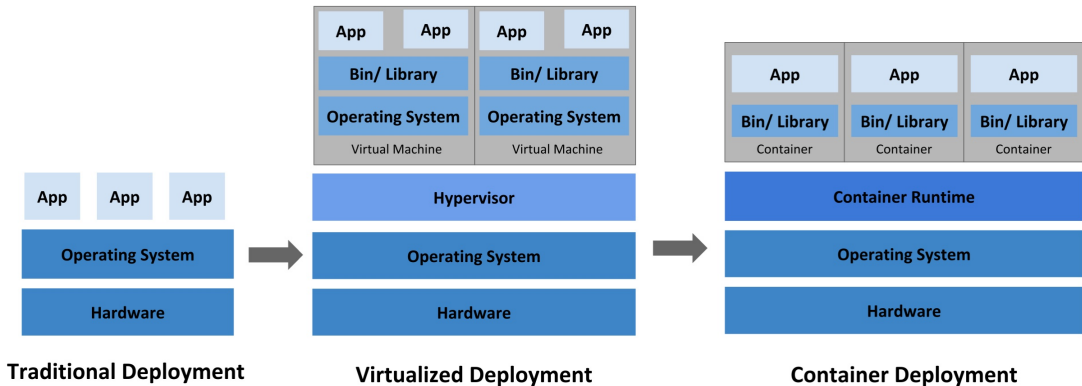 App
App
App
Operating System
Hardware
Traditional Deployment
App
App
App
App
Bin/ Library
Bin/ Library
Operating System
Operating System
Virtual Machine
Virtual Machine
Hypervisor
Operating System
Hardware
Virtualized Deployment
App
App
App
Bin/ Library
Bin/ Library
Bin/ Library
Container
Container
Container
Container Runtime
Operating System
Hardware
Container Deployment